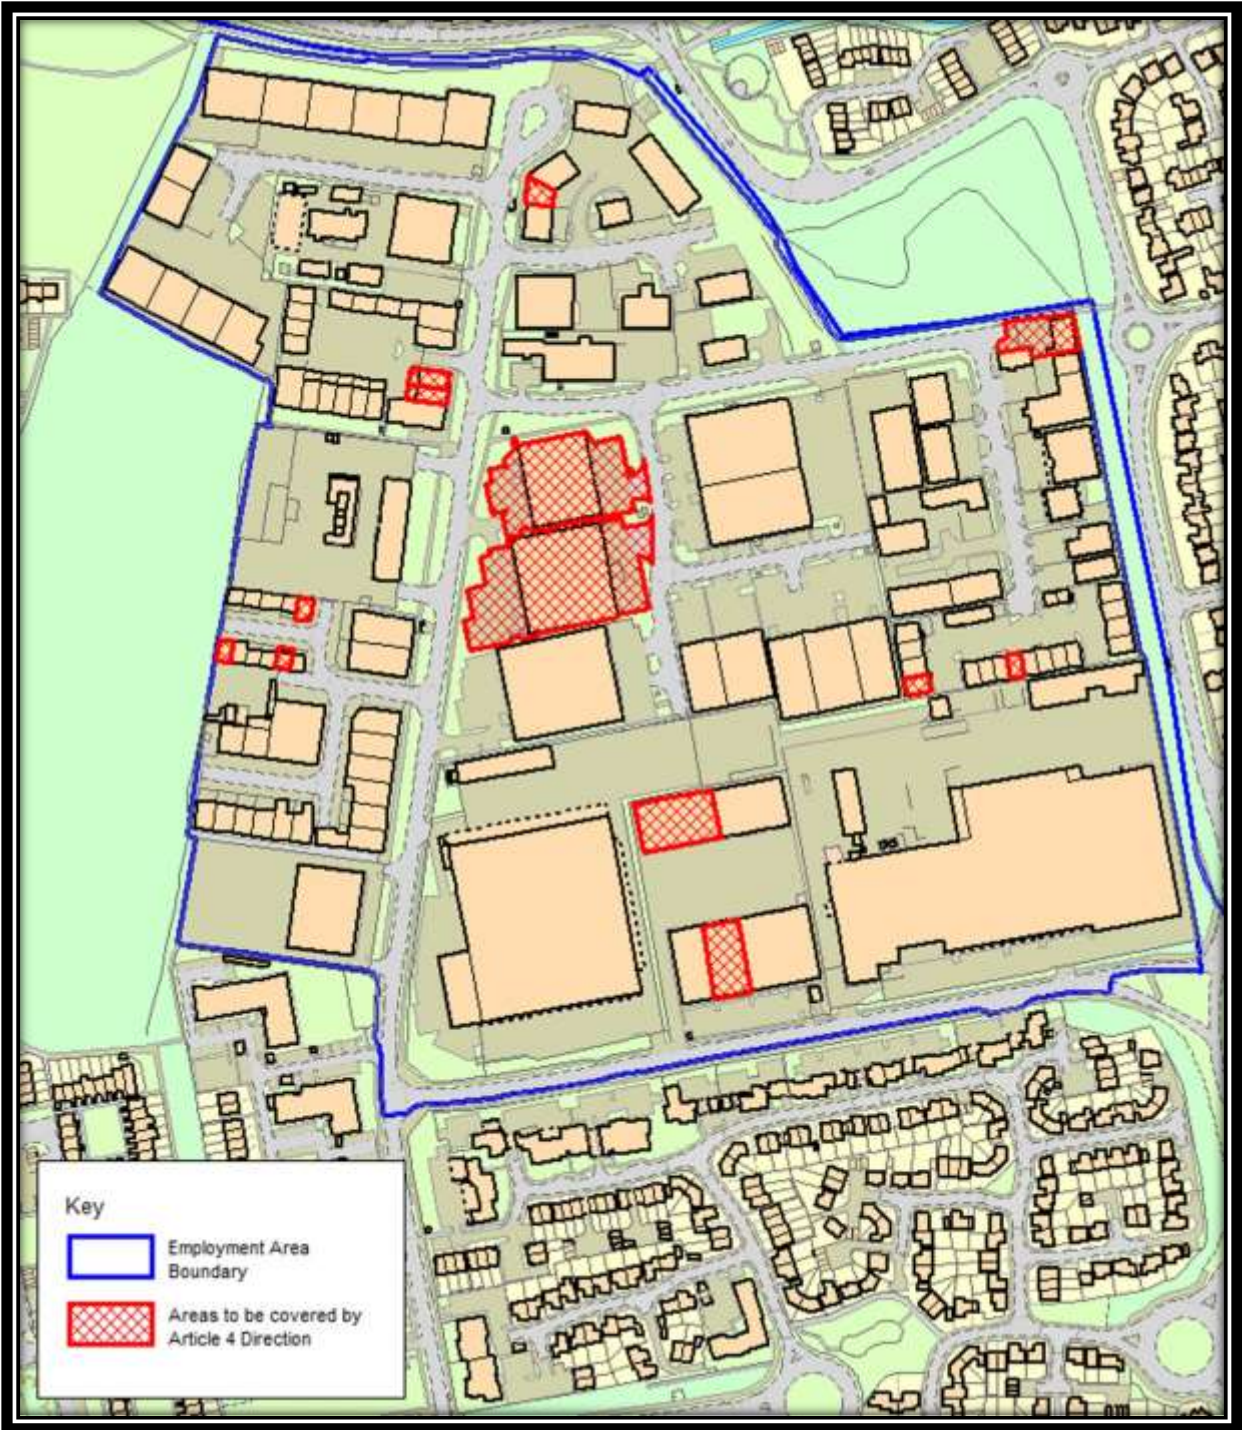 Key
Employment Area
Boundary
Areas to be covered by
Article 4 Direction